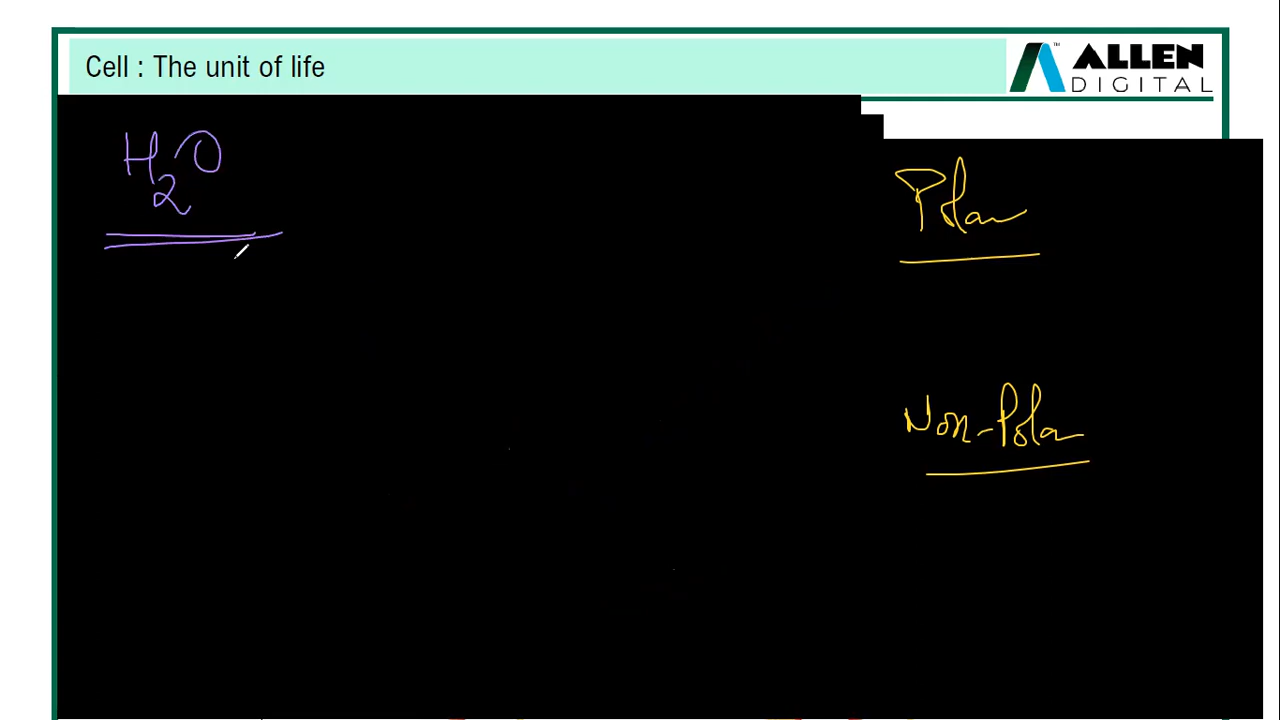 Cell : The unit of life
ALLEN
DIGITAL
H2O
Polar
Non-Polar